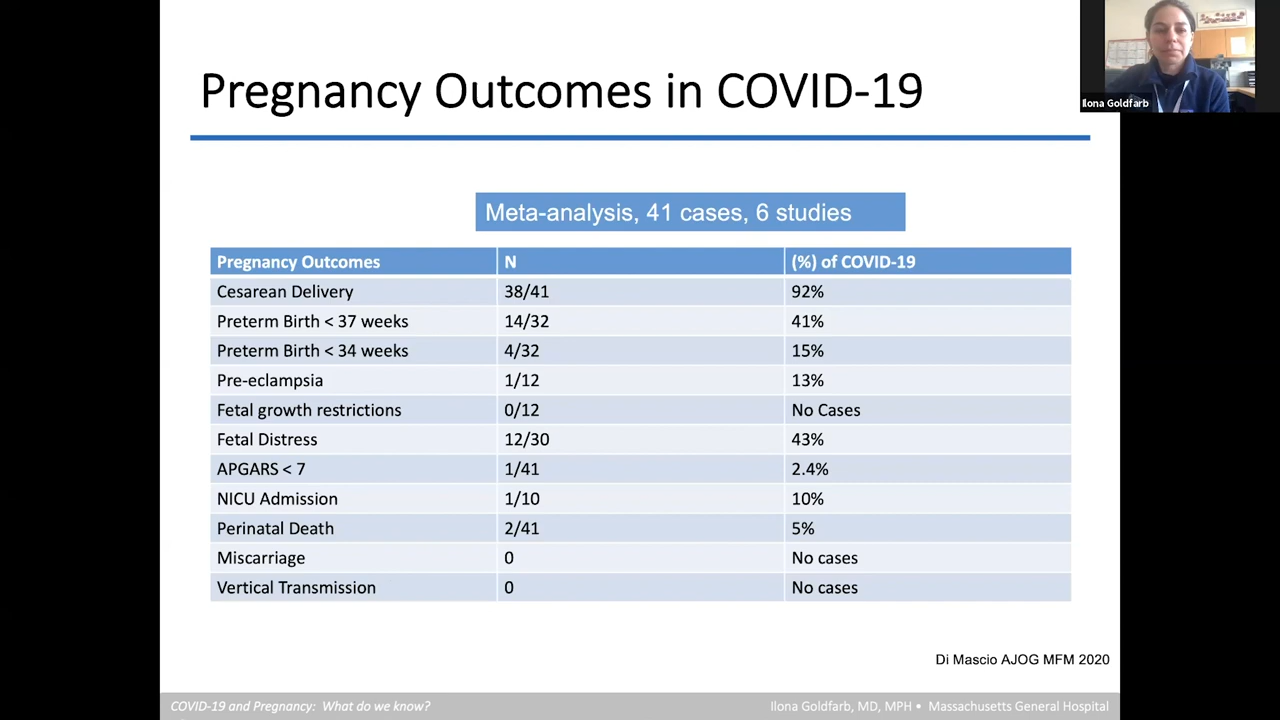 Ilona Goldfarb
Pregnancy Outcomes in COVID-19
Meta-analysis, 41 cases, 6 studies
Pregnancy Outcomes N (%) of COVID-19
Cesarean Delivery 38/41 92%
Preterm Birth < 37 weeks 14/32 41%
Preterm Birth < 34 weeks 4/32 15%
Pre-eclampsia 1/12 13%
Fetal growth restrictions 0/12 No Cases
Fetal Distress 12/30 43%
APGARS < 7 1/41 2.4%
NICU Admission 1/10 10%
Perinatal Death 2/41 5%
Miscarriage 0 No cases
Vertical Transmission 0 No cases
Di Mascio AJOG MFM 2020
COVID-19 and Pregnancy: What do we know? Ilona Goldfarb, MD, MPH • Massachusetts General Hospital